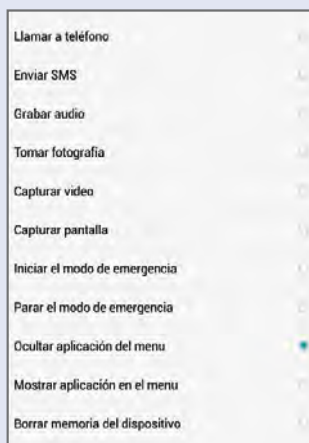 Llamar a teléfono
Enviar SMS
Grabar audio
Tomar fotografía
Capturar video
Capturar pantalla
Iniciar el modo de emergencia
Parar el modo de emergencia
Ocultar aplicación del menu
Mostrar aplicación en el menu
Borrar memoria del dispositivo